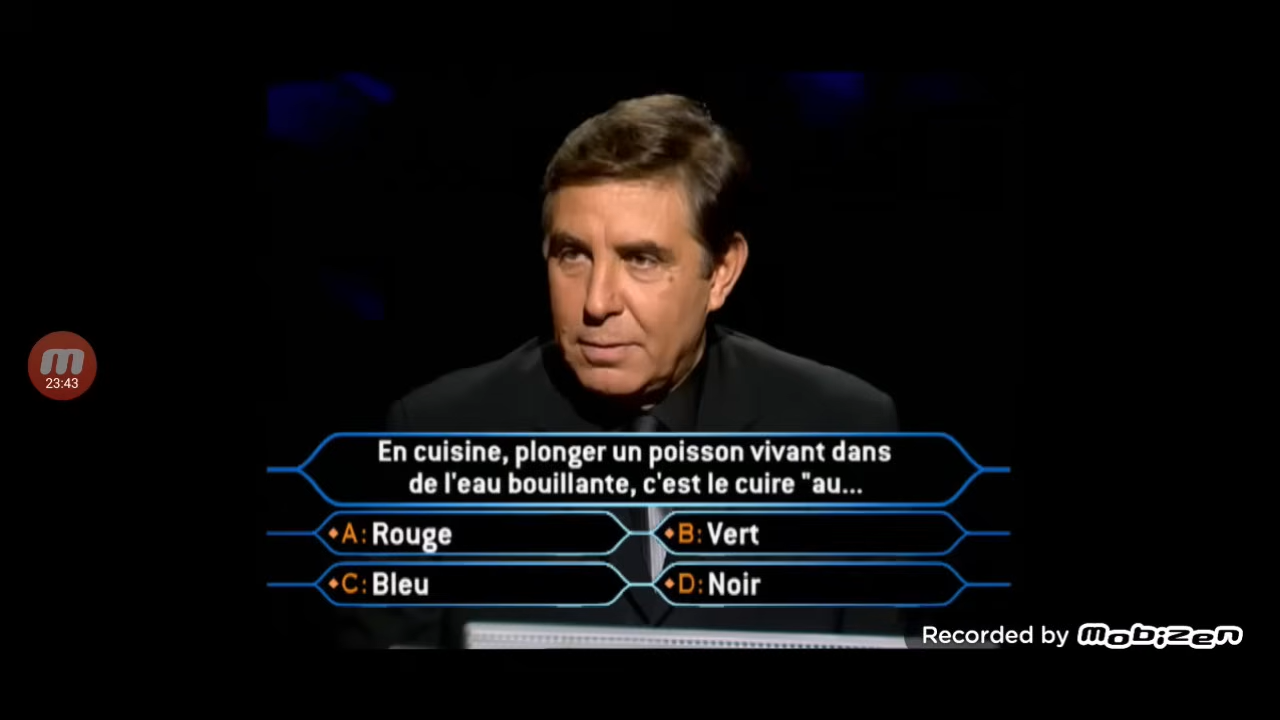 23:43
En cuisine, plonger un poisson vivant dans
de l'eau bouillante, c'est le cuire "au...
A: Rouge
B: Vert
C: Bleu
D: Noir
Recorded by mobizen